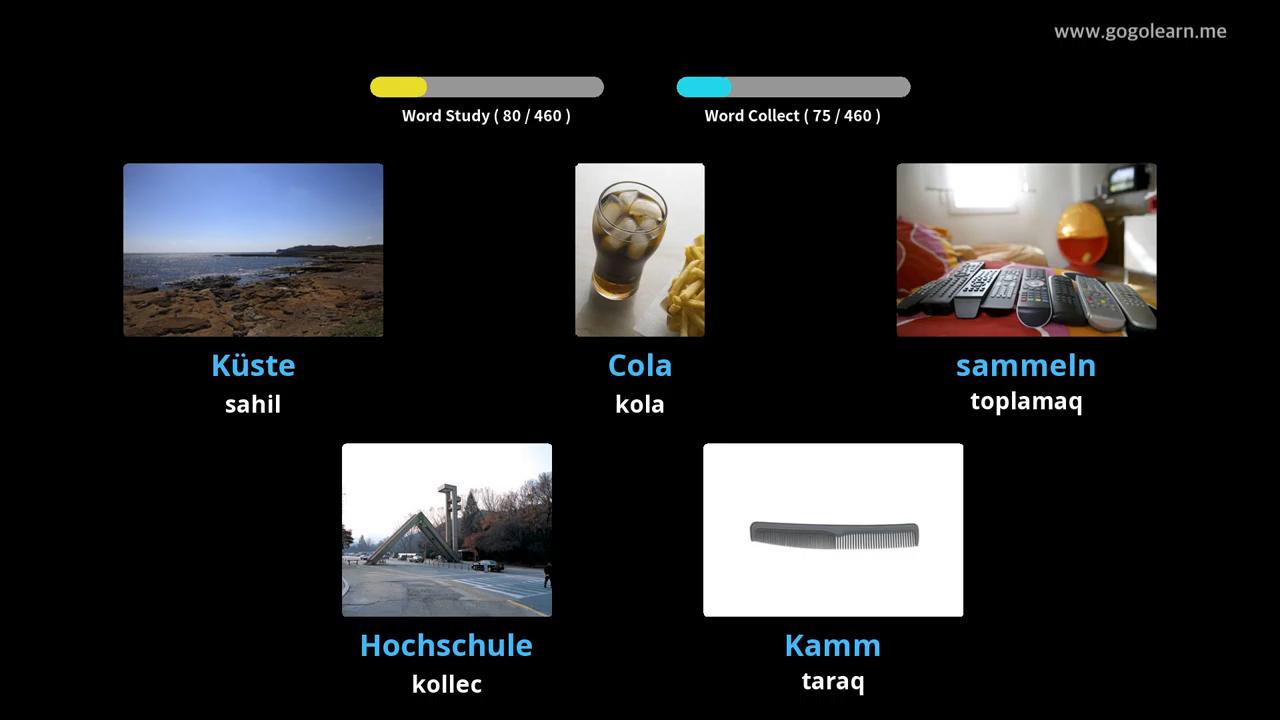 www.gogolearn.me
Word Study ( 80 / 460 )
Word Collect ( 75 / 460 )
Küste
sahil
Cola
kola
sammeln
toplamaq
Hochschule
kollec
Kamm
taraq